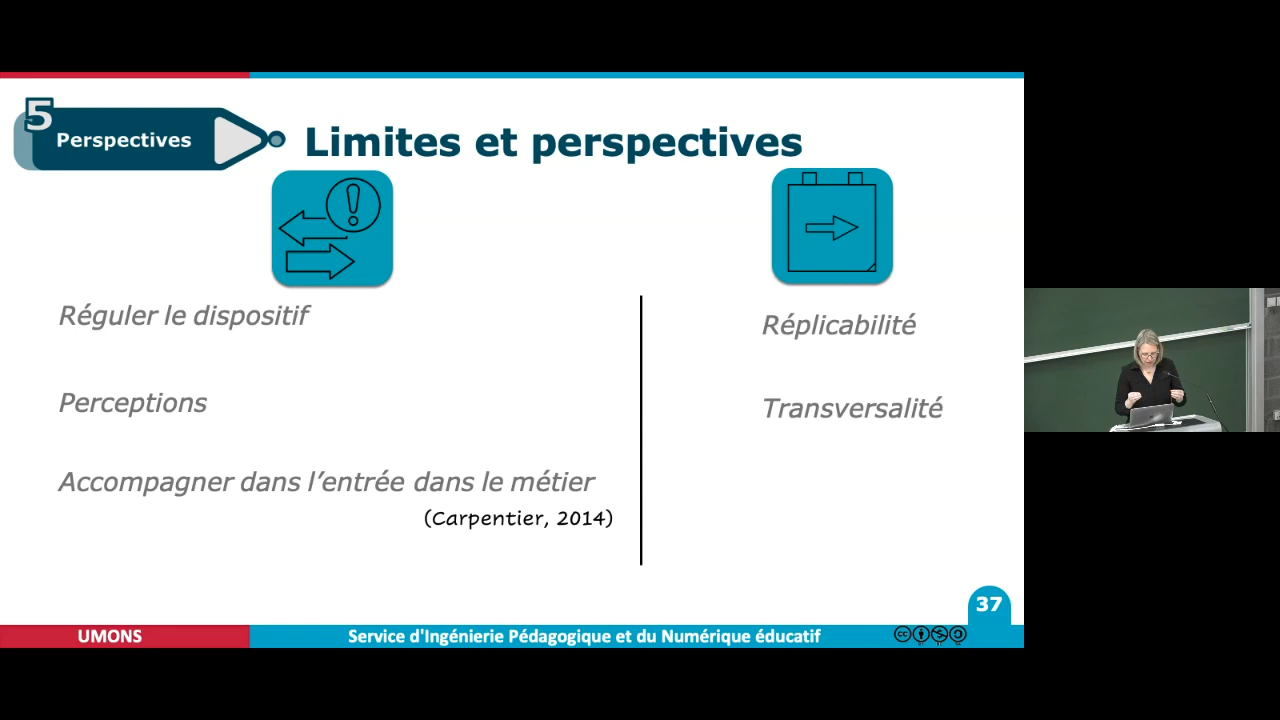 5
Perspectives
Limites et perspectives
Réguler le dispositif
Perceptions
Accompagner dans l’entrée dans le métier
(Carpentier, 2014)
Réplicabilité
Transversalité
37
UMONS
Service d'Ingénierie Pédagogique et du Numérique éducatif